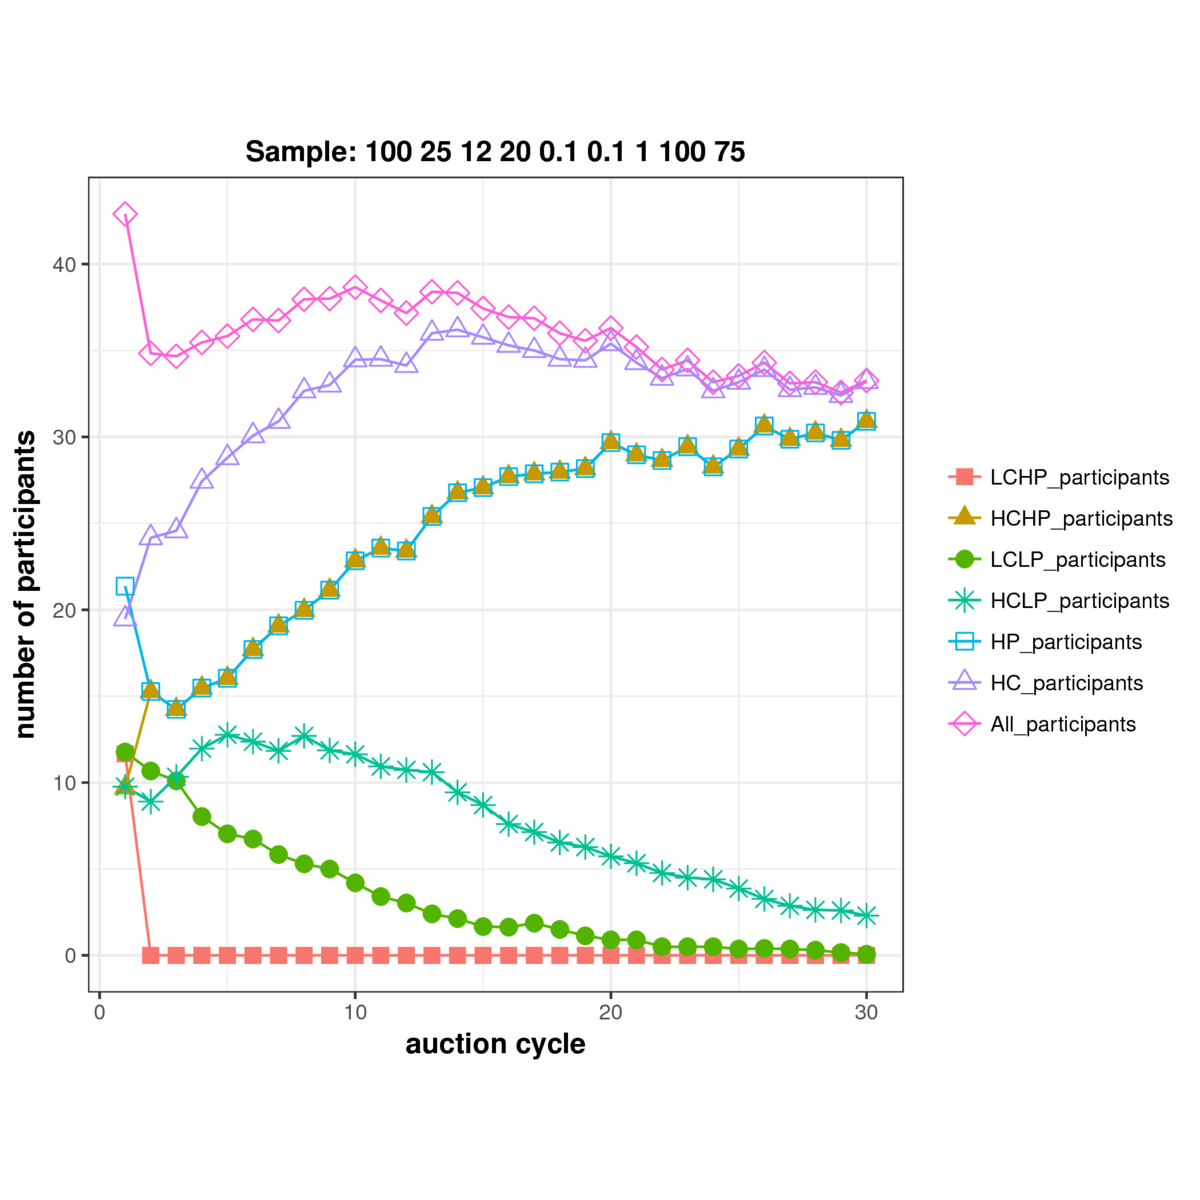 Sample: 100 25 12 20 0.1 0.1 1 100 75
number of participants
40
30
20
10
0
0 10 20 30
auction cycle
LCHP_participants
HCHP_participants
LCLP_participants
HCLP_participants
HP_participants
HC_participants
All_participants